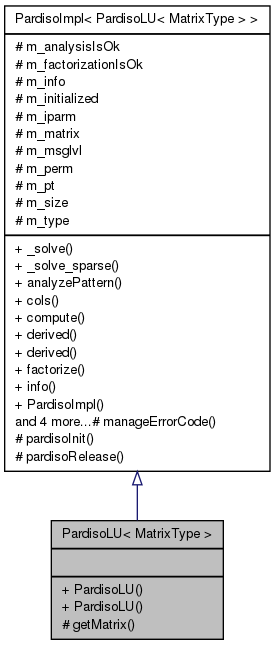 PardisoImpl< PardisoLU< MatrixType > >
# m_analysisIsOk
# m_factorizationIsOk
# m_info
# m_initialized
# m_iparm
# m_matrix
# m_msglvl
# m_perm
# m_pt
# m_size
# m_type
+ _solve()
+ _solve_sparse()
+ analyzePattern()
+ cols()
+ compute()
+ derived()
+ derived()
+ factorize()
+ info()
+ PardisoImpl()
and 4 more...# manageErrorCode()
# pardisoInit()
# pardisoRelease()
PardisoLU< MatrixType >
+ PardisoLU()
+ PardisoLU()
# getMatrix()